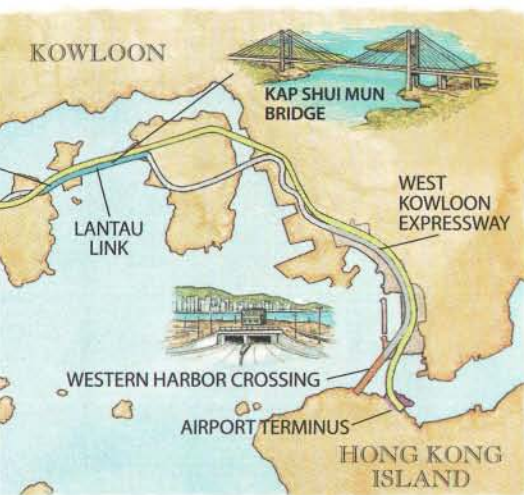 KOWLOON
KAP SHUI MUN
BRIDGE
WEST
KOWLOON
EXPRESSWAY
LANTAU
LINK
WESTERN HARBOR CROSSING
AIRPORT TERMINUS
HONG KONG
ISLAND